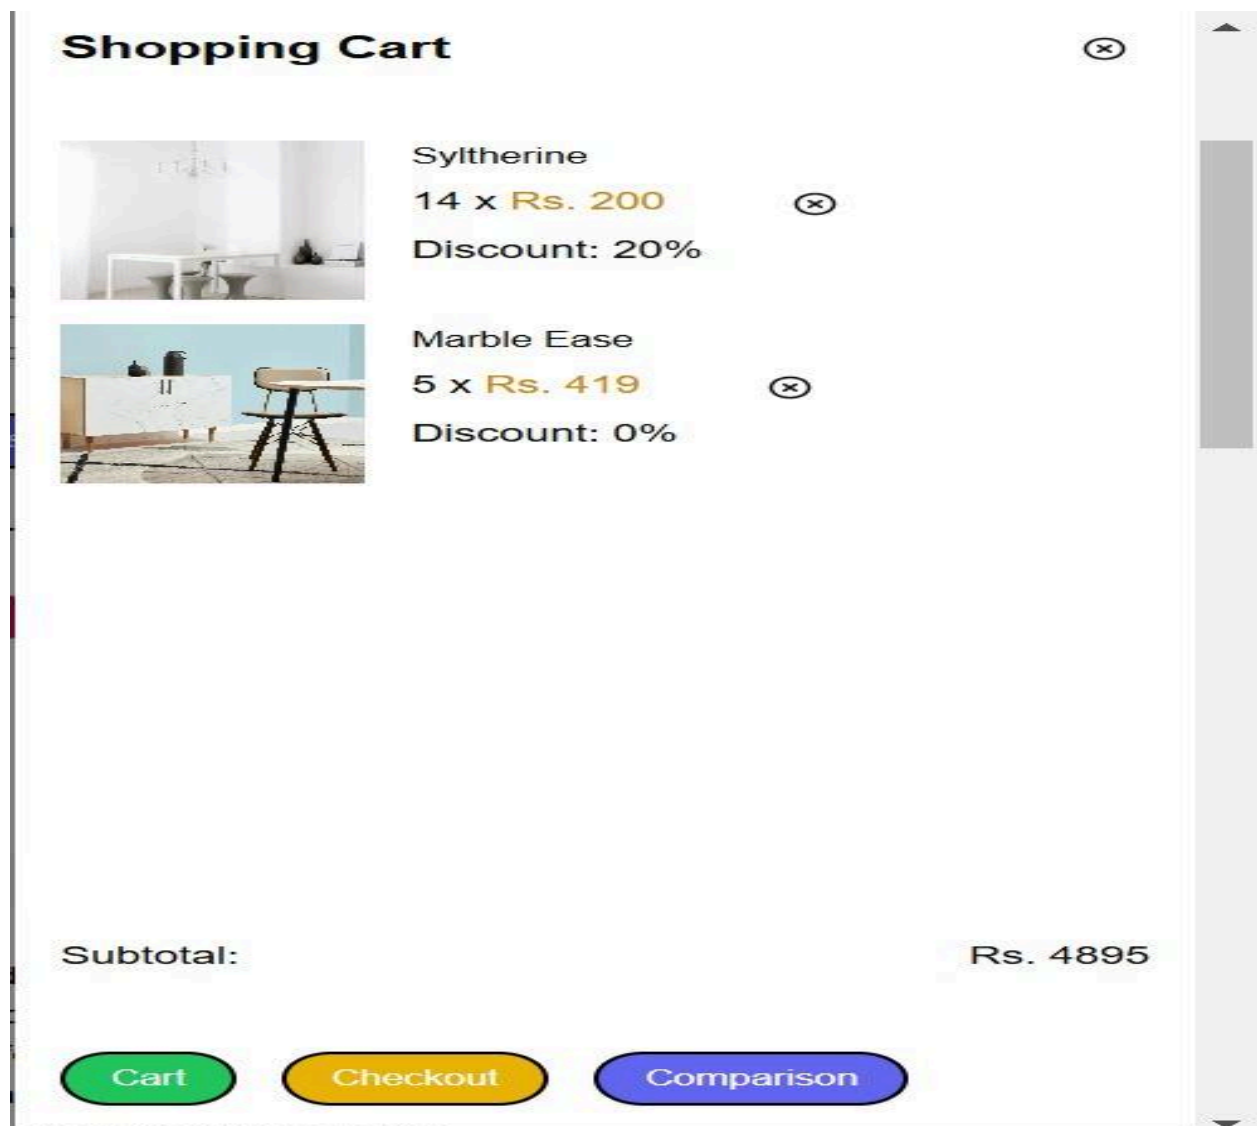 Shopping Cart
Syltherine
14 x Rs. 200
Discount: 20%
Marble Ease
5 x Rs. 419
Discount: 0%
Subtotal: Rs. 4895
Cart Checkout Comparison